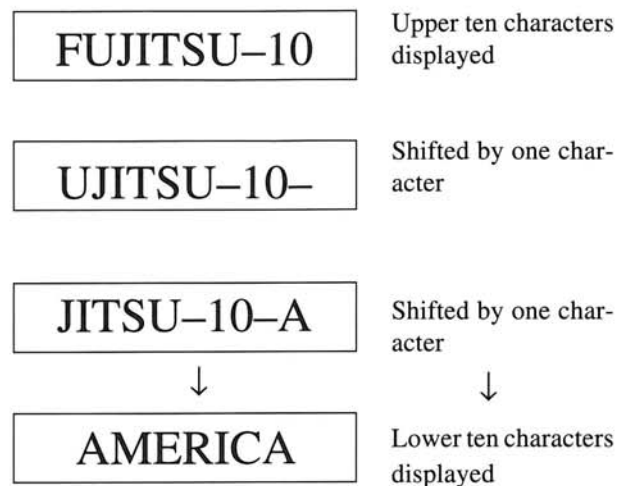 FUJITSU–10
Upper ten characters
displayed
UJITSU–10–
Shifted by one char-
acter
JITSU–10–A
Shifted by one char-
acter
↓
↓
AMERICA
Lower ten characters
displayed